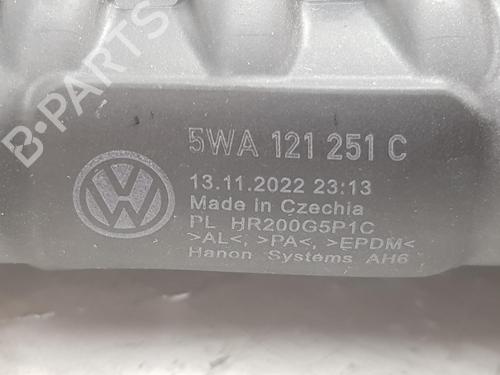 B-PARTS
5WA 121 251 C
13.11.2022 23:13
Made in Czechia
PL HR200G5P1C
>AL<, >PA<, >EPDM<
Hanon Systems AH6